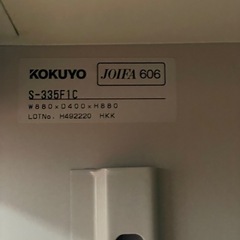 KOKUYO JOIFA 606
S-335F1C
W880×D400×H880
LOTNo. H492220 HKK